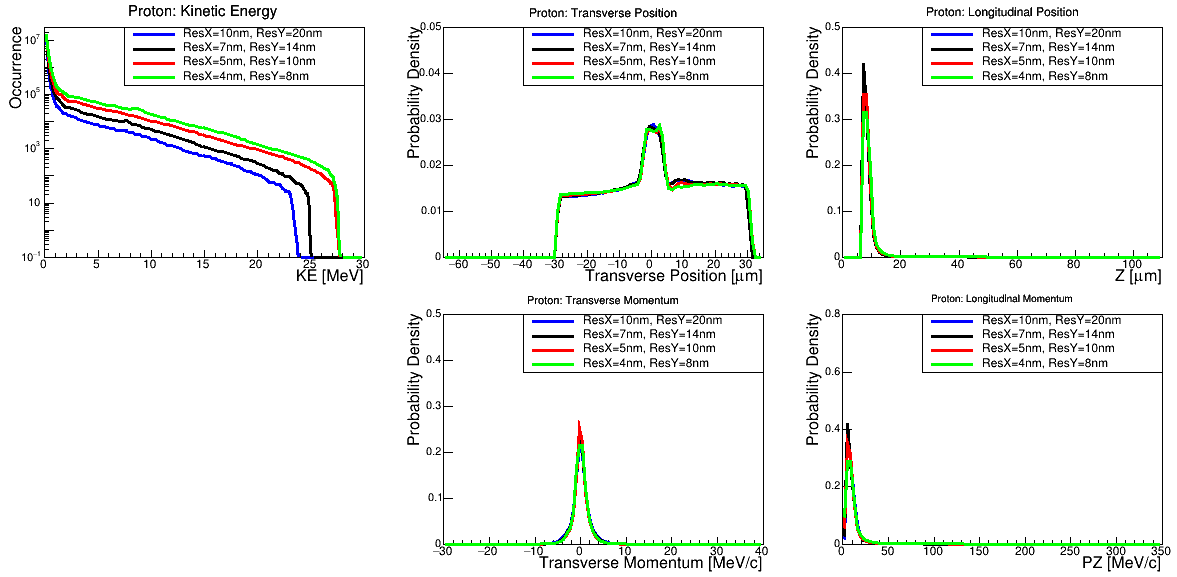 Proton: Kinetic Energy
Occurrence
10^7
10^5
10^3
10
10^−1
ResX=10nm, ResY=20nm
ResX=7nm, ResY=14nm
ResX=5nm, ResY=10nm
ResX=4nm, ResY=8nm
0 5 10 15 20 25 30
KE [MeV]
Proton: Transverse Position
Probability Density
0.05
0.04
0.03
0.02
0.01
0
ResX=10nm, ResY=20nm
ResX=7nm, ResY=14nm
ResX=5nm, ResY=10nm
ResX=4nm, ResY=8nm
−60 −50 −40 −30 −20 −10 0 10 20 30
Transverse Position [μm]
Proton: Longitudinal Position
Probability Density
0.5
0.4
0.3
0.2
0.1
0
ResX=10nm, ResY=20nm
ResX=7nm, ResY=14nm
ResX=5nm, ResY=10nm
ResX=4nm, ResY=8nm
0 20 40 60 80 100
Z [μm]
Proton: Transverse Momentum
Probability Density
0.5
0.4
0.3
0.2
0.1
0
ResX=10nm, ResY=20nm
ResX=7nm, ResY=14nm
ResX=5nm, ResY=10nm
ResX=4nm, ResY=8nm
−30 −20 −10 0 10 20 30 40
Transverse Momentum [MeV/c]
Proton: Longitudinal Momentum
Probability Density
0.8
0.6
0.4
0.2
0
ResX=10nm, ResY=20nm
ResX=7nm, ResY=14nm
ResX=5nm, ResY=10nm
ResX=4nm, ResY=8nm
0 50 100 150 200 250 300 350
PZ [MeV/c]